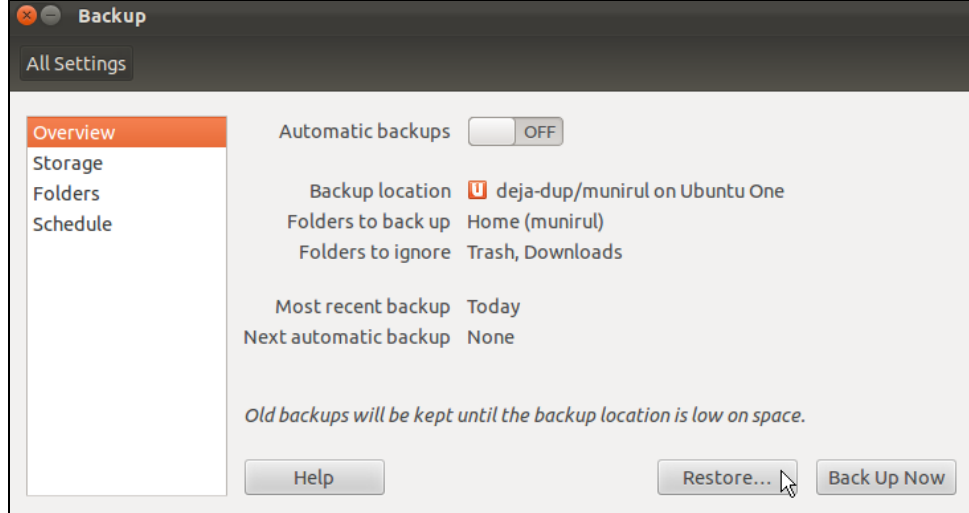 Backup
All Settings
Overview
Storage
Folders
Schedule
Automatic backups OFF
Backup location U deja-dup/munirul on Ubuntu One
Folders to back up Home (munirul)
Folders to ignore Trash, Downloads
Most recent backup Today
Next automatic backup None
Old backups will be kept until the backup location is low on space.
Help Restore... Back Up Now